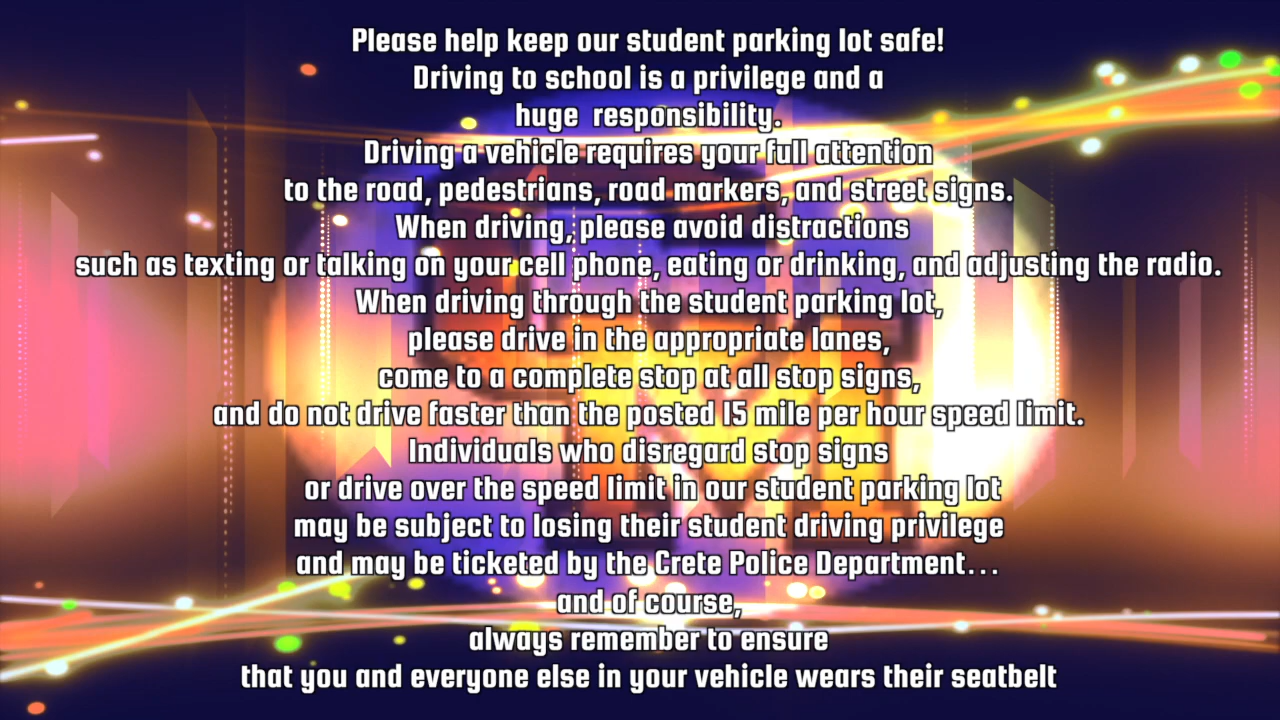 Please help keep our student parking lot safe!
Driving to school is a privilege and a
huge responsibility.
Driving a vehicle requires your full attention
to the road, pedestrians, road markers, and street signs.
When driving, please avoid distractions
such as texting or talking on your cell phone, eating or drinking, and adjusting the radio.
When driving through the student parking lot,
please drive in the appropriate lanes,
come to a complete stop at all stop signs,
and do not drive faster than the posted 15 mile per hour speed limit.
Individuals who disregard stop signs
or drive over the speed limit in our student parking lot
may be subject to losing their student driving privilege
and may be ticketed by the Crete Police Department...
and of course,
always remember to ensure
that you and everyone else in your vehicle wears their seatbelt